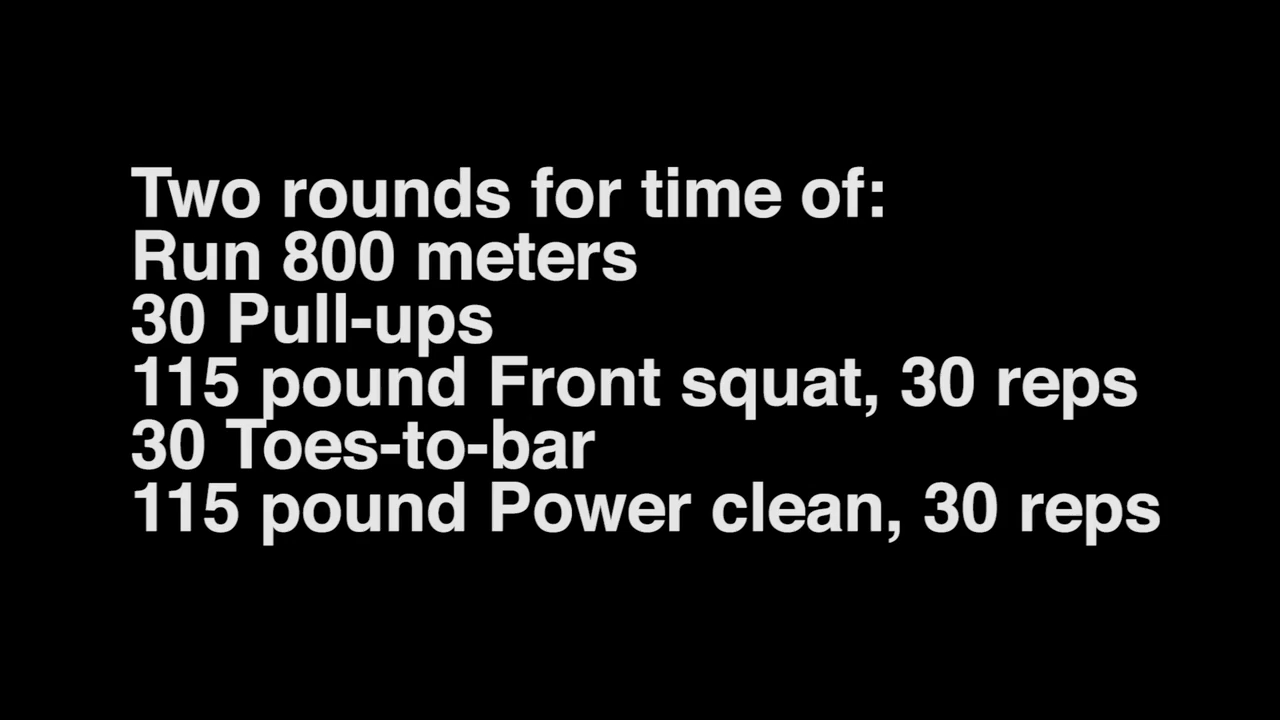 Two rounds for time of:
Run 800 meters
30 Pull-ups
115 pound Front squat, 30 reps
30 Toes-to-bar
115 pound Power clean, 30 reps